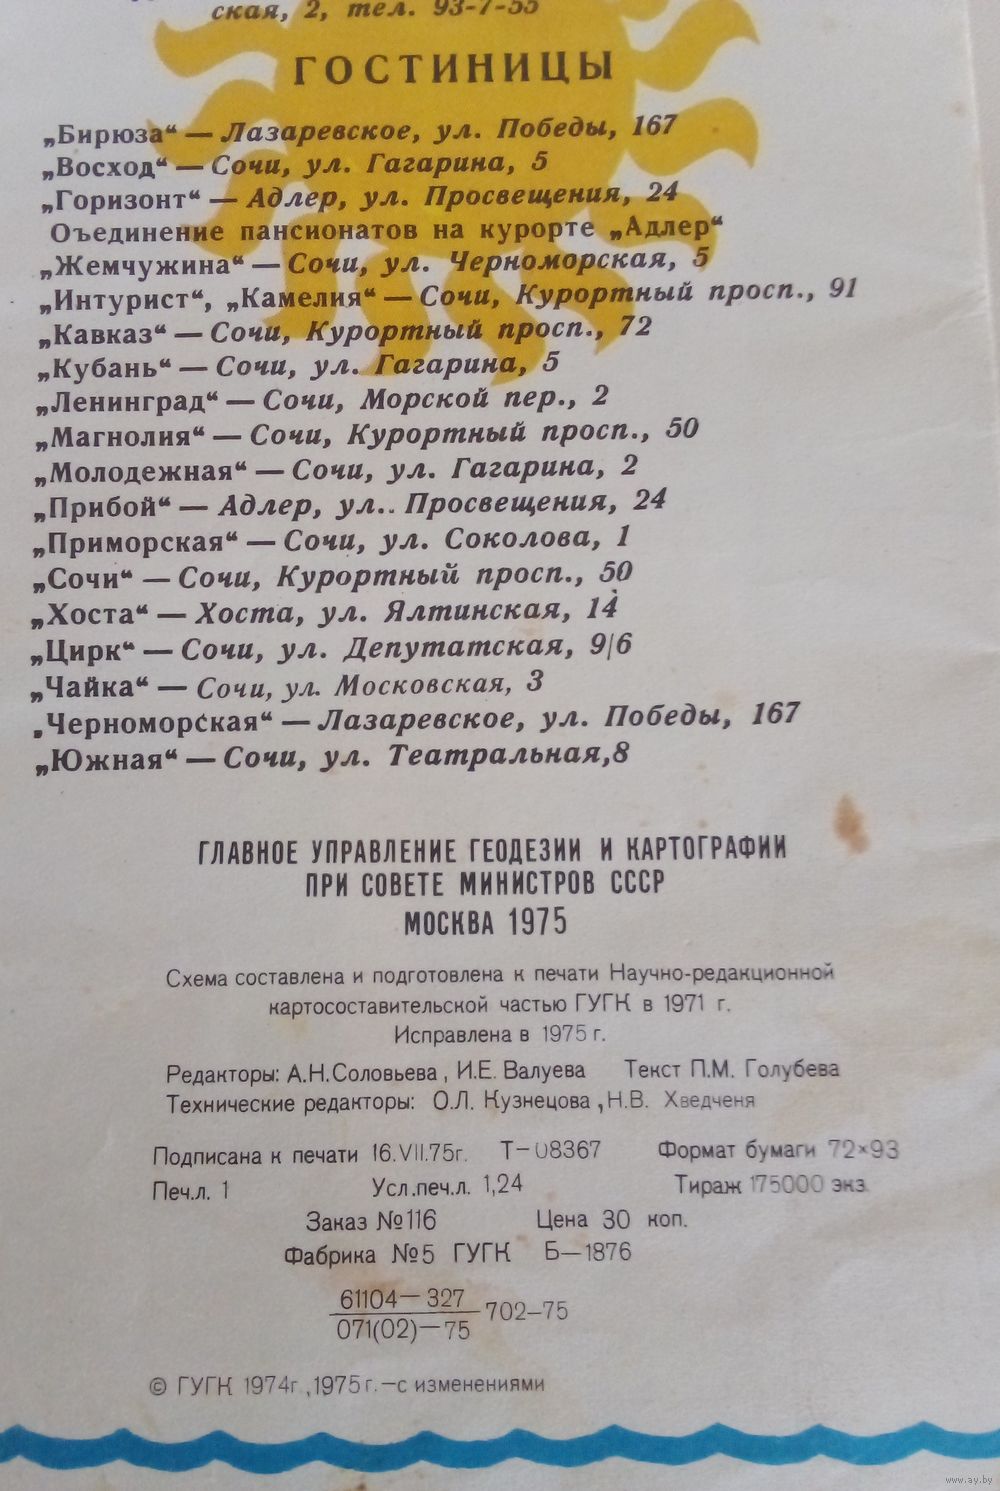 ская, 2, тел. 93-7-55
ГОСТИНИЦЫ
„Бирюза“ — Лазаревское, ул. Победы, 167
„Восход“ — Сочи, ул. Гагарина, 5
„Горизонт“ — Адлер, ул. Просвещения, 24
Оъединение пансионатов на курорте „Адлер“
„Жемчужина“ — Сочи, ул. Черноморская, 5
„Интурист“, „Камелия“ — Сочи, Курортный просп., 91
„Кавказ“ — Сочи, Курортный просп., 72
„Кубань“ — Сочи, ул. Гагарина, 5
„Ленинград“ — Сочи, Морской пер., 2
„Магнолия“ — Сочи, Курортный просп., 50
„Молодежная“ — Сочи, ул. Гагарина, 2
„Прибой“ — Адлер, ул.. Просвещения, 24
„Приморская“ — Сочи, ул. Соколова, 1
„Сочи“ — Сочи, Курортный просп., 50
„Хоста“ — Хоста, ул. Ялтинская, 14
„Цирк“ — Сочи, ул. Депутатская, 9/6
„Чайка“ — Сочи, ул. Московская, 3
„Черноморская“ — Лазаревское, ул. Победы, 167
„Южная“ — Сочи, ул. Театральная,8
ГЛАВНОЕ УПРАВЛЕНИЕ ГЕОДЕЗИИ И КАРТОГРАФИИ
ПРИ СОВЕТЕ МИНИСТРОВ СССР
МОСКВА 1975
Схема составлена и подготовлена к печати Научно-редакционной
картосоставительской частью ГУГК в 1971 г.
Исправлена в 1975 г.
Редакторы: А.Н.Соловьева, И.Е. Валуева Текст П.М. Голубева
Технические редакторы: О.Л. Кузнецова, Н.В. Хведченя
Подписана к печати 16.VII.75г. Т-08367 Формат бумаги 72×93
Печ.л. 1 Усл.печ.л. 1,24 Тираж 175000 экз.
Заказ №116 Цена 30 коп.
Фабрика №5 ГУГК Б—1876
61104—327
071(02)—75 702-75
© ГУГК 1974г.,1975г.—с изменениями
www.ay.by